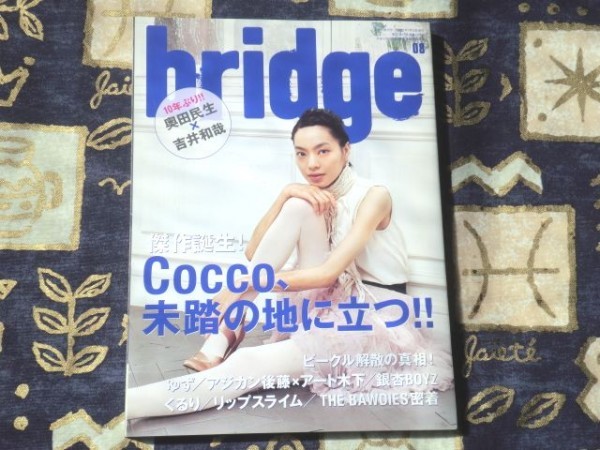 bridge
08
10年ぶり!!
奥田民生
×
吉井和哉
傑作誕生!
Cocco、
未踏の地に立つ!!
ビークル解散の真相!
ゆず/アジカン後藤×アート木下/銀杏BOYZ
くるり/リップスライム/THE BAWDIES密着
Jaieté
Jaieté